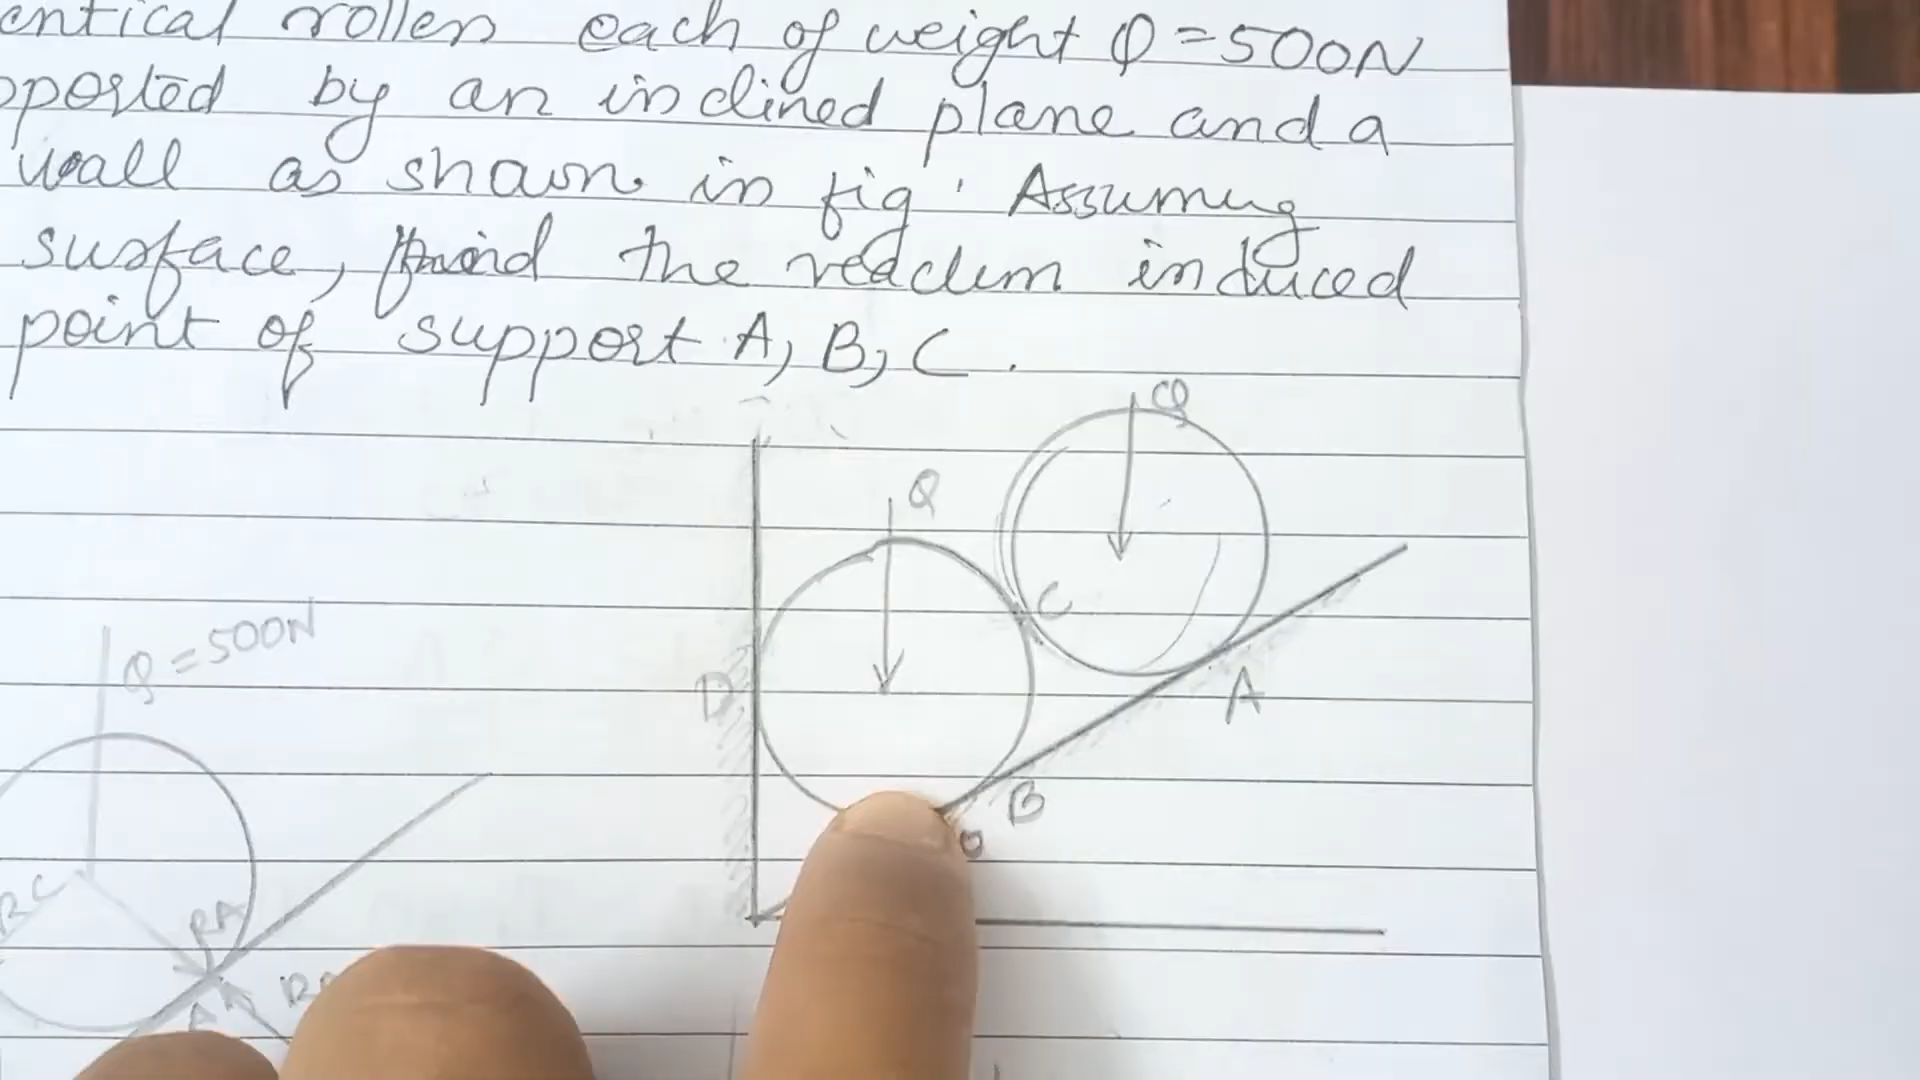 entical rollers each of weight Q = 500N
pported by an inclined plane and a
wall as shown in fig. Assuming
surface, find the reaction induced
point of support A, B, C.
Q
Q
C
Q = 500N
D
A
B
RC
RA
A